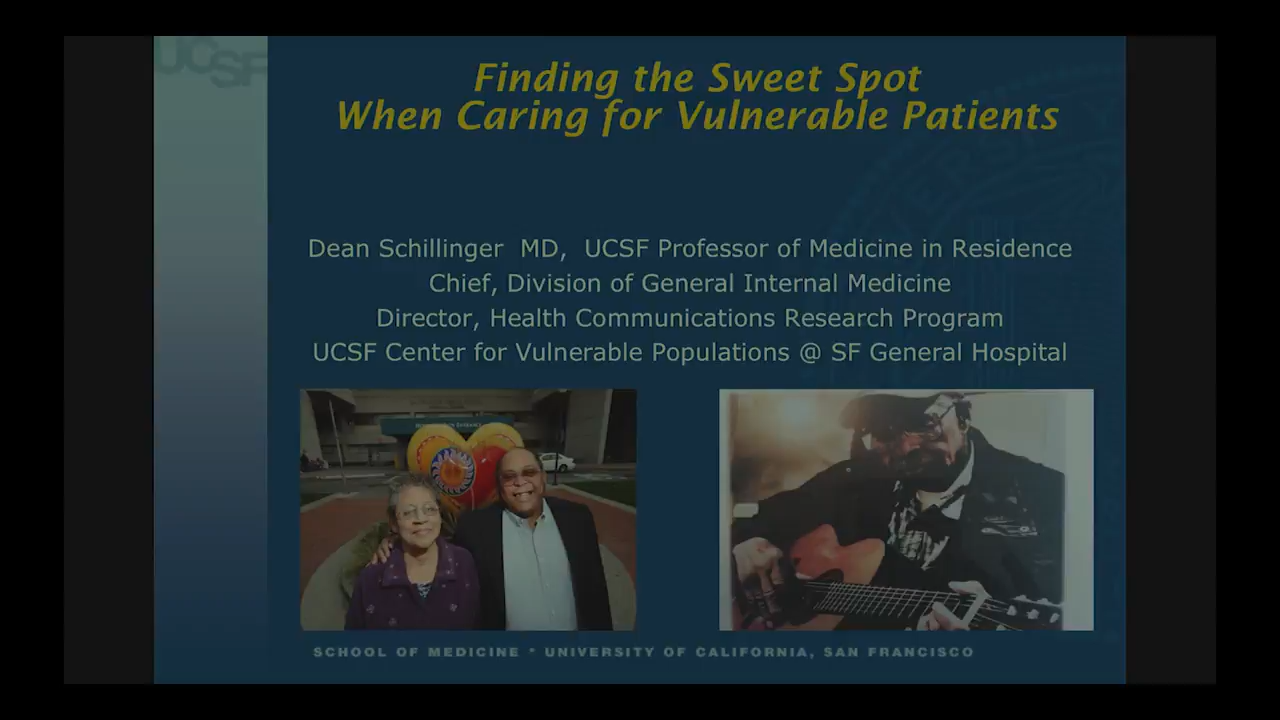 UCSF
Finding the Sweet Spot
When Caring for Vulnerable Patients
Dean Schillinger MD, UCSF Professor of Medicine in Residence
Chief, Division of General Internal Medicine
Director, Health Communications Research Program
UCSF Center for Vulnerable Populations @ SF General Hospital
SCHOOL OF MEDICINE * UNIVERSITY OF CALIFORNIA, SAN FRANCISCO